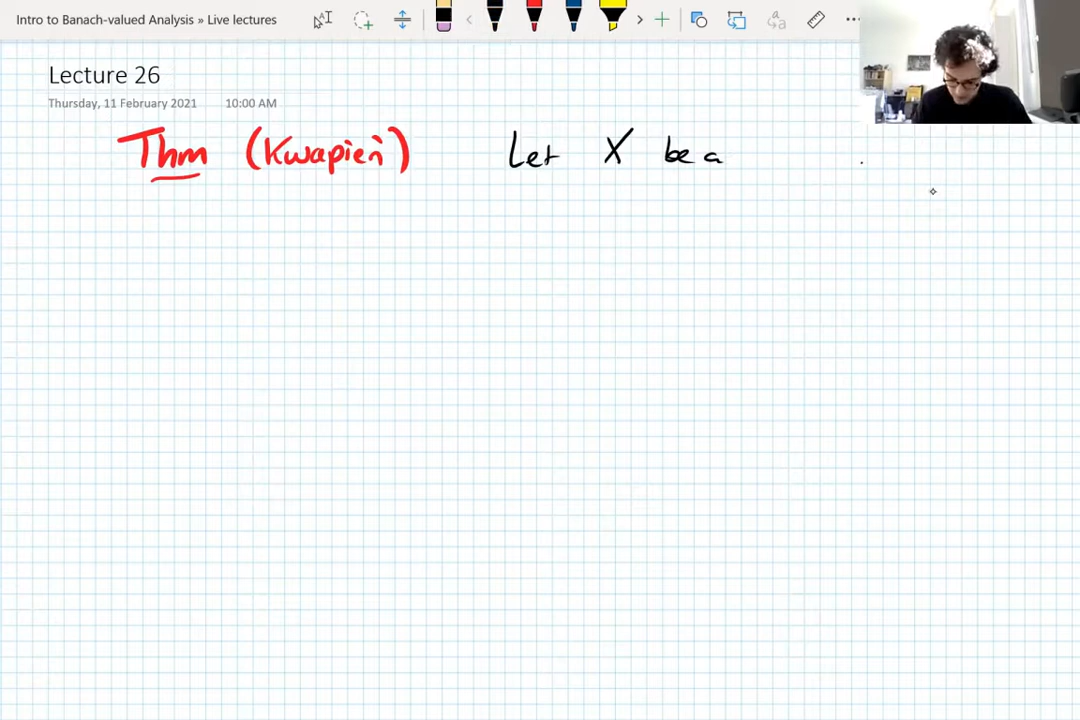 Intro to Banach-valued Analysis » Live lectures
Lecture 26
Thursday, 11 February 2021 10:00 AM
Thm (Kwapień) Let X be a